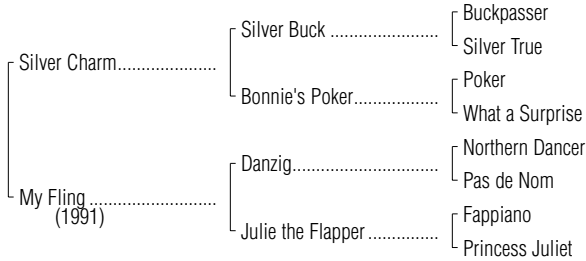 Buckpasser
Silver Buck ....................
Silver True
Silver Charm......................
Poker
Bonnie's Poker.................
What a Surprise
Northern Dancer
Danzig.............................
Pas de Nom
My Fling ..........................
(1991)
Fappiano
Julie the Flapper ..............
Princess Juliet